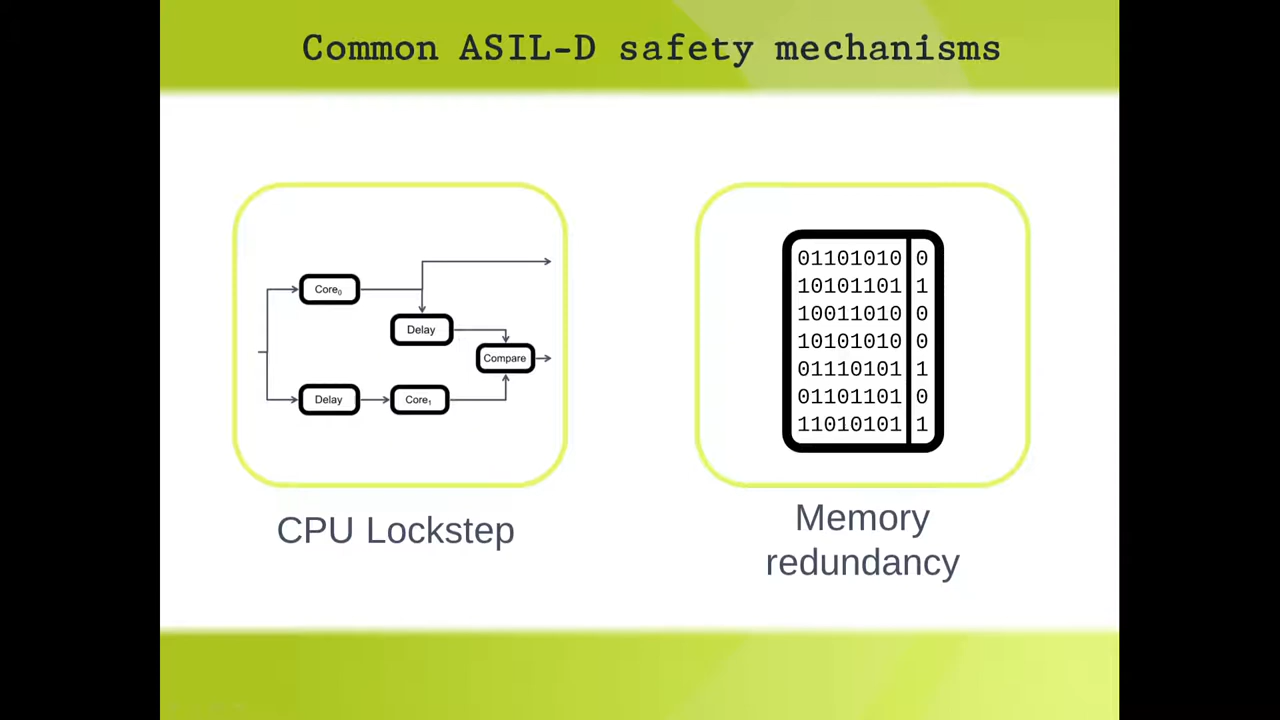 Common ASIL-D safety mechanisms
Core₀
Delay
Compare
Delay
Core₁
CPU Lockstep
01101010 0
10101101 1
10011010 0
10101010 0
01110101 1
01101101 0
11010101 1
Memory
redundancy